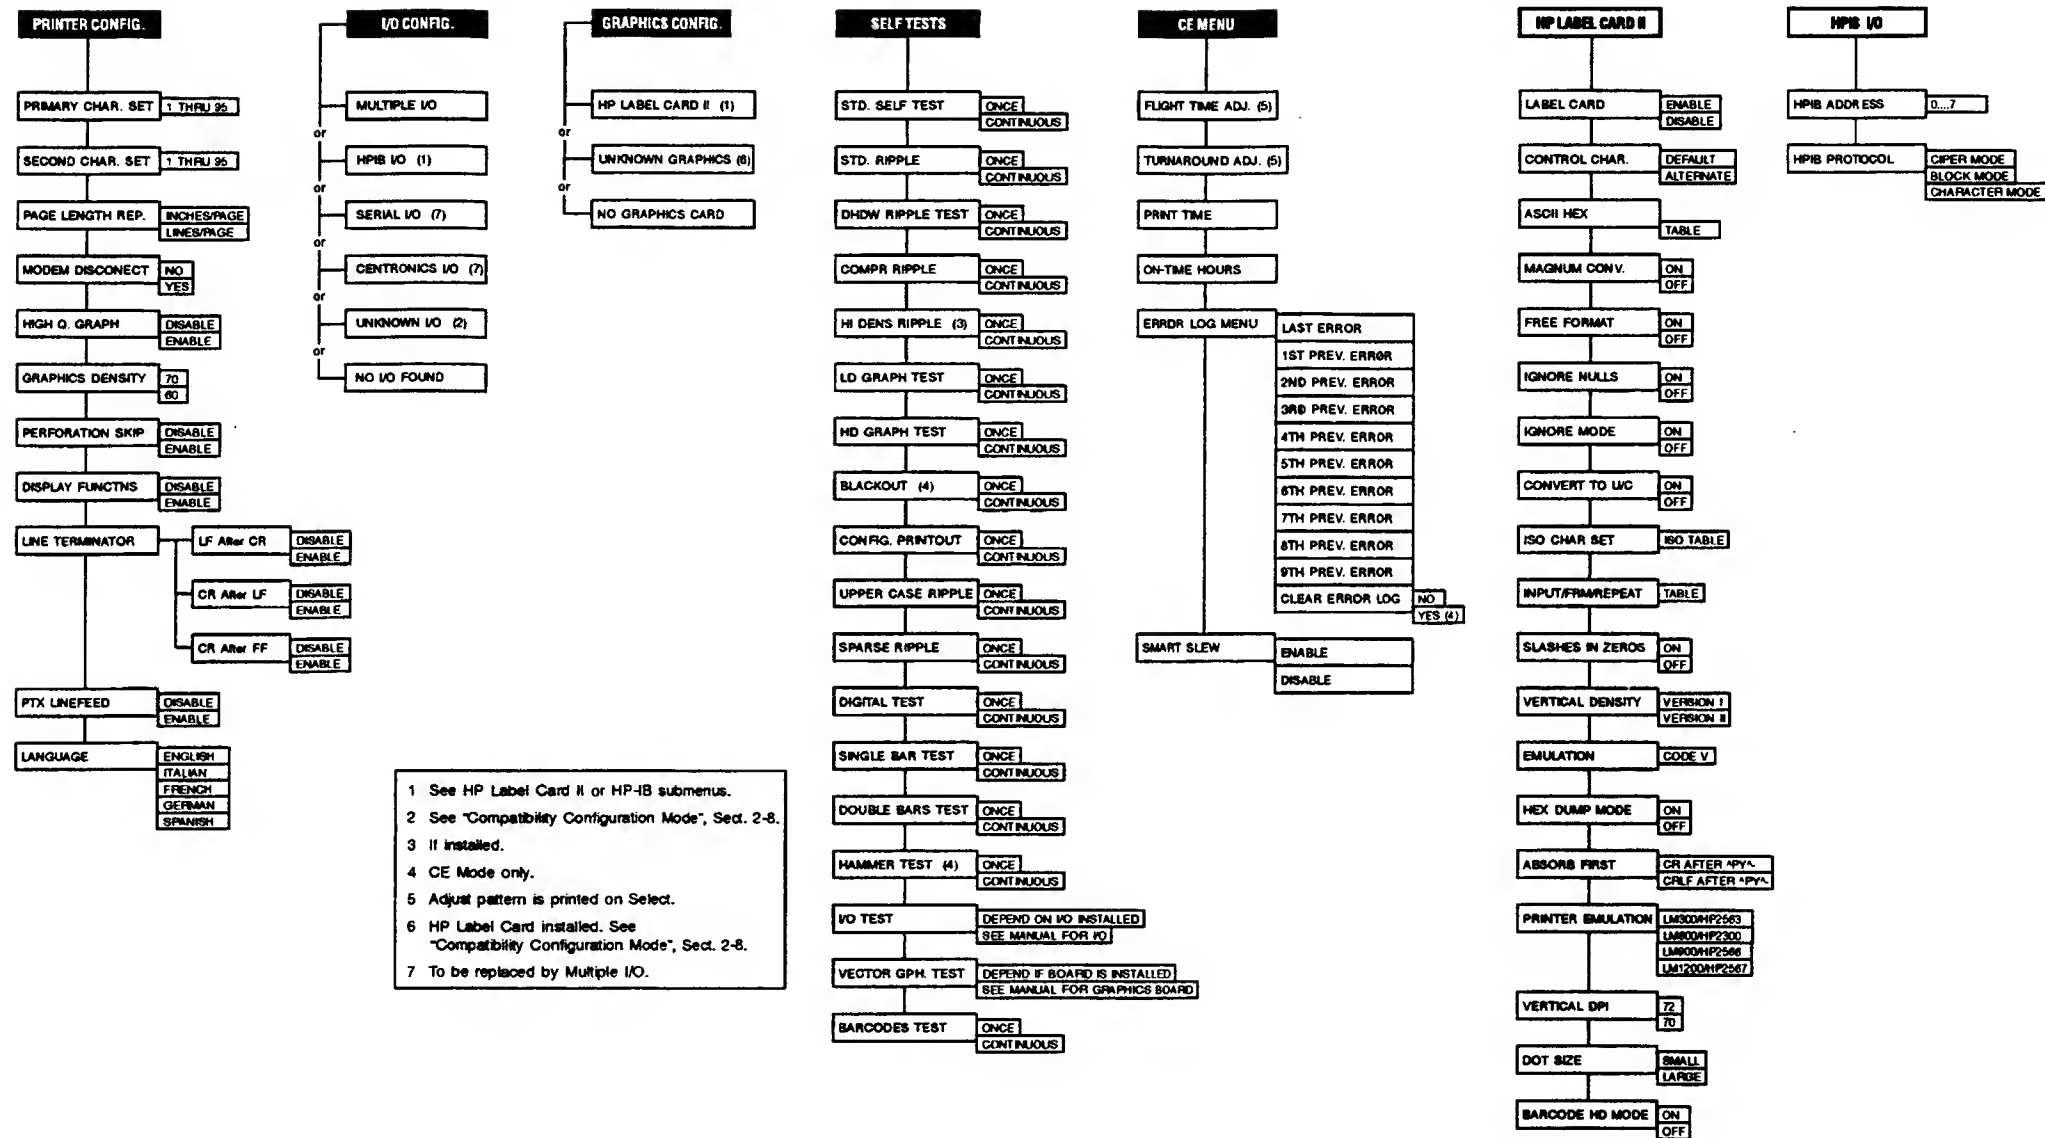 PRINTER CONFIG.
PRIMARY CHAR. SET
1 THRU 95
SECOND CHAR. SET
1 THRU 95
PAGE LENGTH REP.
INCHES/PAGE
LINES/PAGE
MODEM DISCONECT
NO
YES
HIGH Q. GRAPH
DISABLE
ENABLE
GRAPHICS DENSITY
70
60
PERFORATION SKIP
DISABLE
ENABLE
DISPLAY FUNCTNS
DISABLE
ENABLE
LINE TERMINATOR
LF After CR
DISABLE
ENABLE
CR After LF
DISABLE
ENABLE
CR After FF
DISABLE
ENABLE
PTX LINEFEED
DISABLE
ENABLE
LANGUAGE
ENGLISH
ITALIAN
FRENCH
GERMAN
SPANISH
I/O CONFIG.
MULTIPLE I/O
or
HPIB I/O (1)
or
SERIAL I/O (7)
or
CENTRONICS I/O (7)
or
UNKNOWN I/O (2)
or
NO I/O FOUND
GRAPHICS CONFIG.
HP LABEL CARD II (1)
or
UNKNOWN GRAPHICS (6)
or
NO GRAPHICS CARD
1 See HP Label Card II or HP-IB submenus.
2 See "Compatibility Configuration Mode", Sect. 2-8.
3 If installed.
4 CE Mode only.
5 Adjust pattern is printed on Select.
6 HP Label Card installed. See
"Compatibility Configuration Mode", Sect. 2-8.
7 To be replaced by Multiple I/O.
SELF TESTS
STD. SELF TEST
ONCE
CONTINUOUS
STD. RIPPLE
ONCE
CONTINUOUS
DHDW RIPPLE TEST
ONCE
CONTINUOUS
COMPR RIPPLE
ONCE
CONTINUOUS
HI DENS RIPPLE (3)
ONCE
CONTINUOUS
LD GRAPH TEST
ONCE
CONTINUOUS
HD GRAPH TEST
ONCE
CONTINUOUS
BLACKOUT (4)
ONCE
CONTINUOUS
CONFIG. PRINTOUT
ONCE
CONTINUOUS
UPPER CASE RIPPLE
ONCE
CONTINUOUS
SPARSE RIPPLE
ONCE
CONTINUOUS
DIGITAL TEST
ONCE
CONTINUOUS
SINGLE BAR TEST
ONCE
CONTINUOUS
DOUBLE BARS TEST
ONCE
CONTINUOUS
HAMMER TEST (4)
ONCE
CONTINUOUS
I/O TEST
DEPEND ON I/O INSTALLED
SEE MANUAL FOR I/O
VECTOR GPH. TEST
DEPEND IF BOARD IS INSTALLED
SEE MANUAL FOR GRAPHICS BOARD
BARCODES TEST
ONCE
CONTINUOUS
CE MENU
FLIGHT TIME ADJ. (5)
TURNAROUND ADJ. (5)
PRINT TIME
ON-TIME HOURS
ERROR LOG MENU
LAST ERROR
1ST PREV. ERROR
2ND PREV. ERROR
3RD PREV. ERROR
4TH PREV. ERROR
5TH PREV. ERROR
6TH PREV. ERROR
7TH PREV. ERROR
8TH PREV. ERROR
9TH PREV. ERROR
CLEAR ERROR LOG
NO
YES (4)
SMART SLEW
ENABLE
DISABLE
HP LABEL CARD II
LABEL CARD
ENABLE
DISABLE
CONTROL CHAR.
DEFAULT
ALTERNATE
ASCII HEX
TABLE
MAGNUM CONV.
ON
OFF
FREE FORMAT
ON
OFF
IGNORE NULLS
ON
OFF
IGNORE MODE
ON
OFF
CONVERT TO U/C
ON
OFF
ISO CHAR SET
ISO TABLE
INPUT/FRM/REPEAT
TABLE
SLASHES IN ZEROS
ON
OFF
VERTICAL DENSITY
VERSION I
VERSION II
EMULATION
CODE V
HEX DUMP MODE
ON
OFF
ABSORB FIRST
CR AFTER ^PY^-
CRLF AFTER ^PY^-
PRINTER EMULATION
LM300/HP2563
LM600/HP2300
LM900/HP2566
LM1200/HP2567
VERTICAL DPI
72
70
DOT SIZE
SMALL
LARGE
BARCODE HD MODE
ON
OFF
HPIB I/O
HPIB ADDRESS
0....7
HPIB PROTOCOL
CIPER MODE
BLOCK MODE
CHARACTER MODE